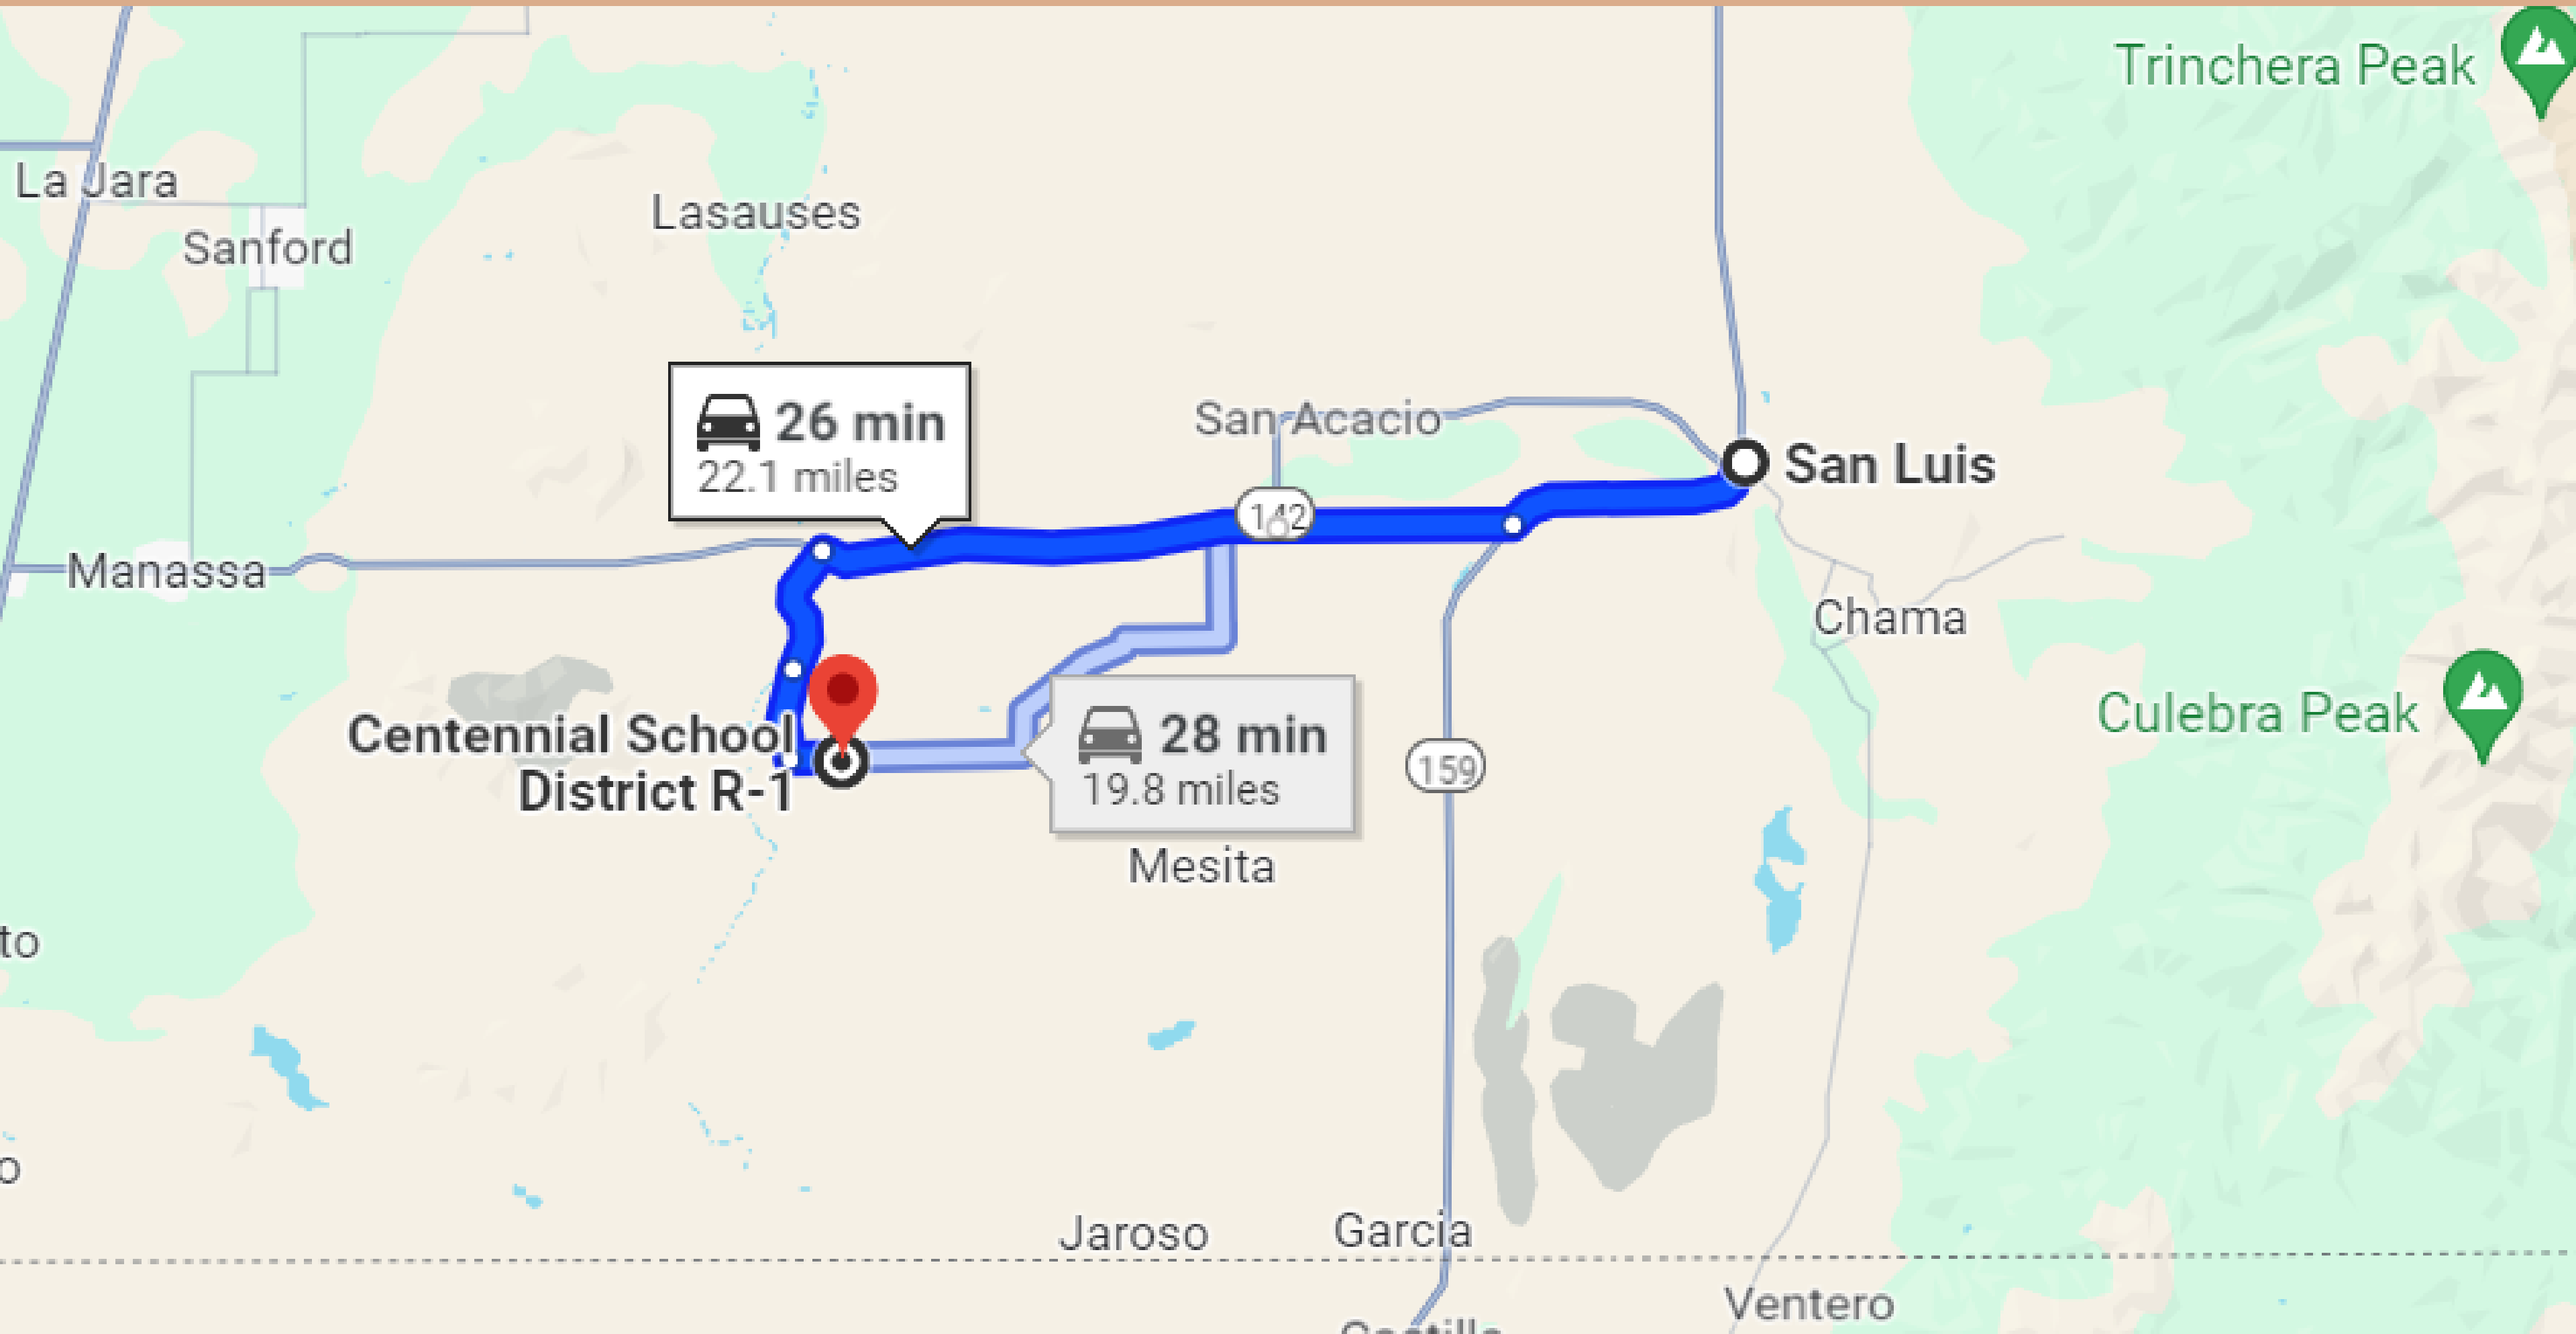 Trinchera Peak
La Jara
Lasauses
Sanford
26 min
22.1 miles
San Acacio
San Luis
142
Manassa
Chama
Centennial School
District R-1
28 min
19.8 miles
159
Culebra Peak
Mesita
to
o
Jaroso
Garcia
Ventero